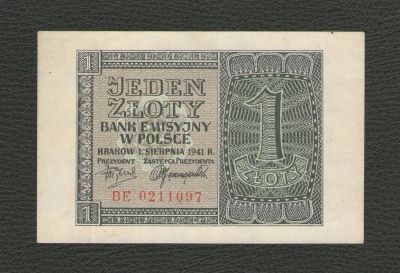 1
JEDEN
ZŁOTY
BANK EMISYJNY
W POLSCE
KRAKÓW 1. SIERPNIA 1941 R.
PREZYDENT ZASTĘPCA PREZYDENTA
BE 0211097
1
1
ZŁOTY